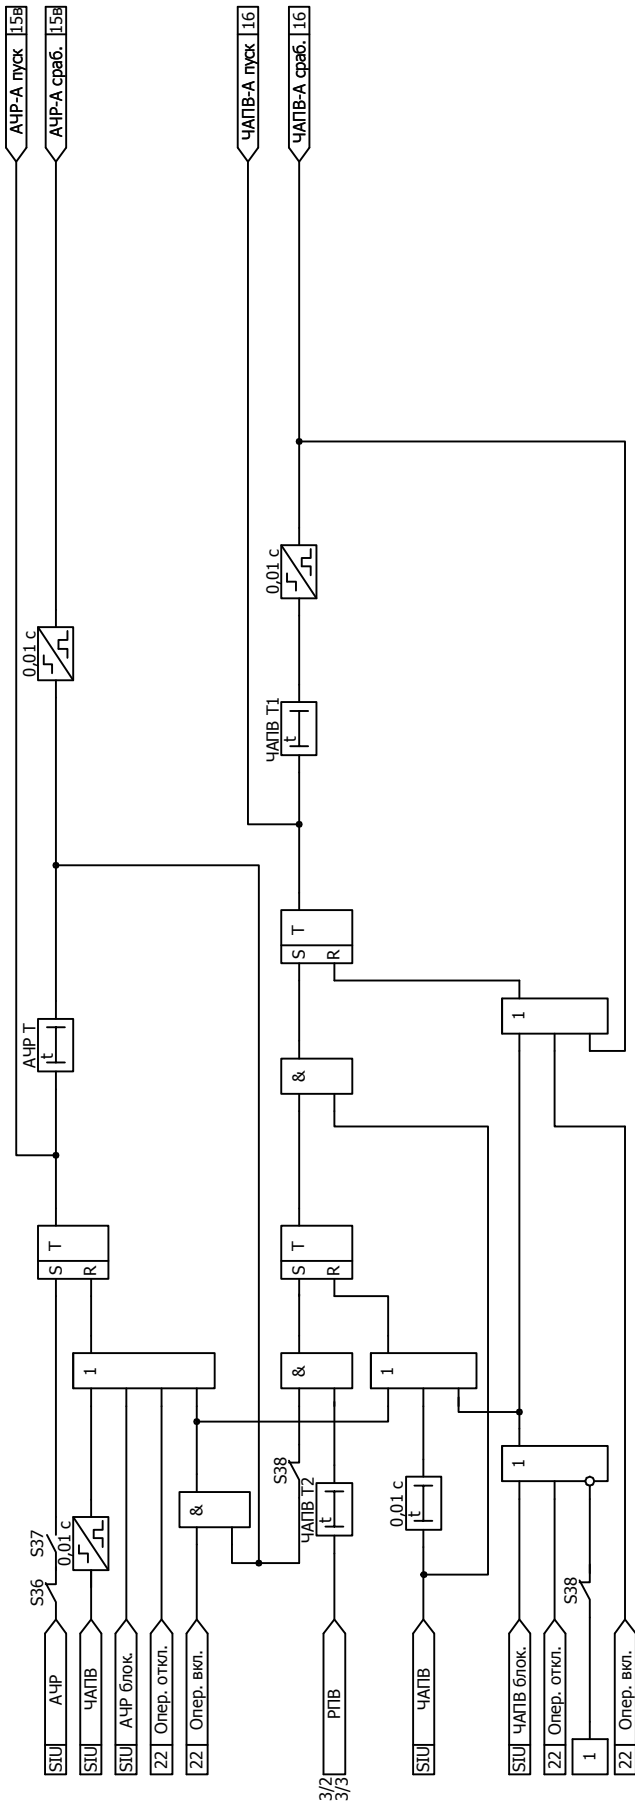 SIU АЧР
S36
S37
SIU ЧАПВ
0,01 с
SIU АЧР блок.
22 Опер. откл.
22 Опер. вкл.
1
&
S T
R
АЧР Т
t
0,01 с
АЧР-А пуск 15в
АЧР-А сраб. 15в
3/2
3/3
РПВ
ЧАПВ Т2
t
S38
&
S T
R
&
S T
R
ЧАПВ Т1
t
0,01 с
ЧАПВ-А пуск 16
ЧАПВ-А сраб. 16
SIU ЧАПВ
0,01 с
t
1
SIU ЧАПВ блок.
22 Опер. откл.
1
S38
1
22 Опер. вкл.
1